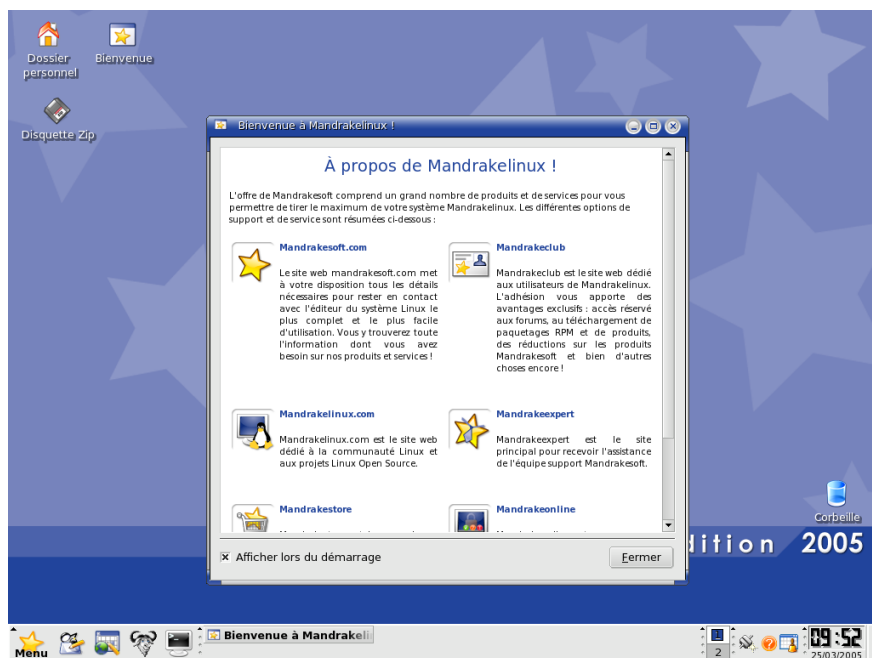 Dossier
personnel
Bienvenue
Disquette Zip
Bienvenue à Mandrakelinux !
À propos de Mandrakelinux !
L'offre de Mandrakesoft comprend un grand nombre de produits et de services pour vous
permettre de tirer le maximum de votre système Mandrakelinux. Les différentes options de
support et de service sont résumées ci-dessous :
Mandrakesoft.com
Le site web mandrakesoft.com met
à votre disposition tous les détails
nécessaires pour rester en contact
avec l'éditeur du système Linux le
plus complet et le plus facile
d'utilisation. Vous y trouverez toute
l'information dont vous avez
besoin sur nos produits et services !
Mandrakeclub
Mandrakeclub est le site web dédié
aux utilisateurs de Mandrakelinux.
L'adhésion vous apporte des
avantages exclusifs : accès réservé
aux forums, au téléchargement de
paquetages RPM et de produits,
des réductions sur les produits
Mandrakesoft et bien d'autres
choses encore !
Mandrakelinux.com
Mandrakelinux.com est le site web
dédié à la communauté Linux et
aux projets Linux Open Source.
Mandrakeexpert
Mandrakeexpert est le site
principal pour recevoir l'assistance
de l'équipe support Mandrakesoft.
Mandrakestore
Mandrakeonline
Afficher lors du démarrage
Fermer
Corbeille
dition 2005
Menu
Bienvenue à Mandrakeli
1
2
09:52
25/03/2005